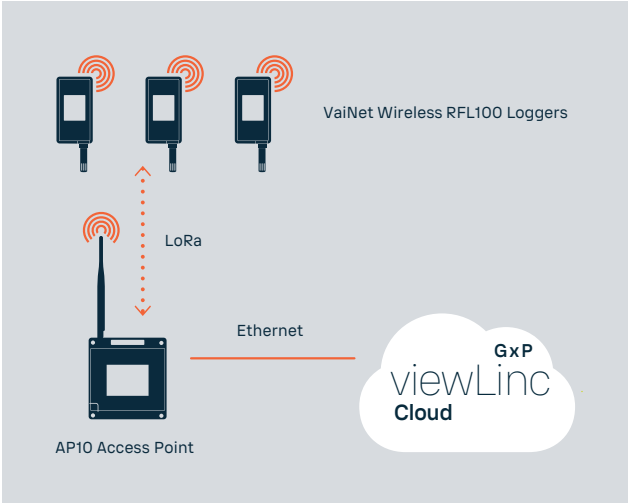 VaiNet Wireless RFL100 Loggers
LoRa
Ethernet
GxP
viewLinc
Cloud
AP10 Access Point